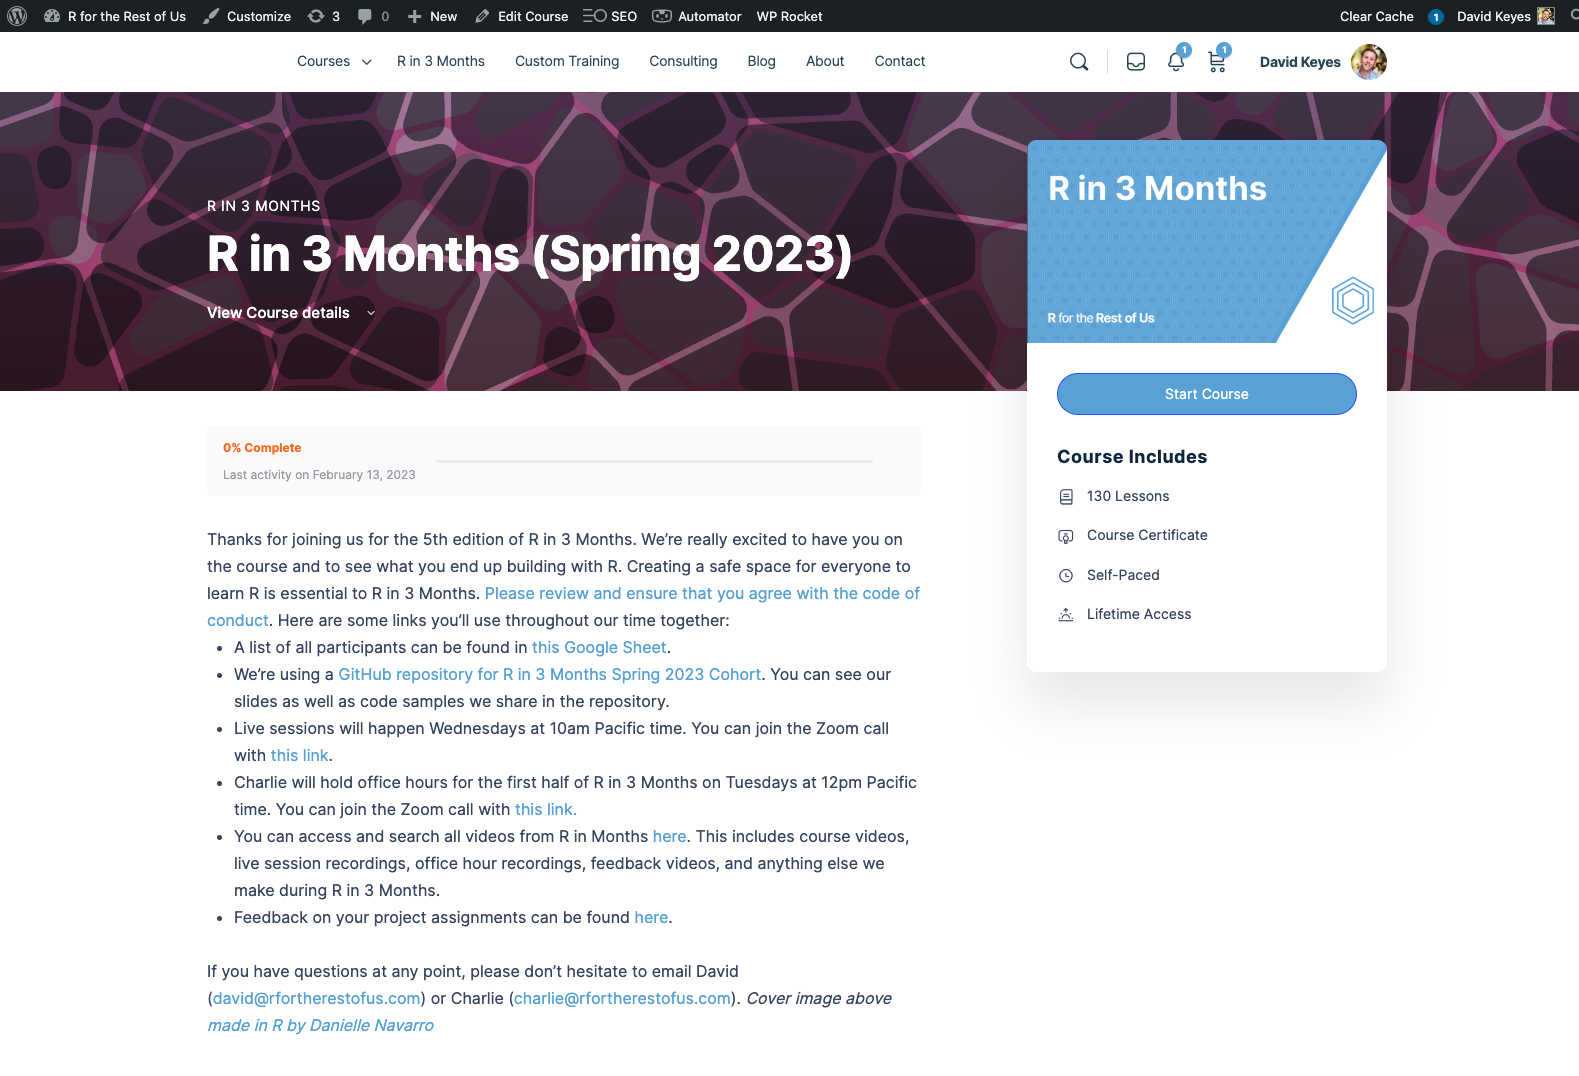 R for the Rest of Us Customize 3 0 New Edit Course SEO Automator WP Rocket Clear Cache 1 David Keyes
Courses R in 3 Months Custom Training Consulting Blog About Contact 1 1 David Keyes
R IN 3 MONTHS
R in 3 Months (Spring 2023)
View Course details
R in 3 Months
R for the Rest of Us
Start Course
Course Includes
130 Lessons
Course Certificate
Self-Paced
Lifetime Access
0% Complete
Last activity on February 13, 2023
Thanks for joining us for the 5th edition of R in 3 Months. We’re really excited to have you on
the course and to see what you end up building with R. Creating a safe space for everyone to
learn R is essential to R in 3 Months. Please review and ensure that you agree with the code of
conduct. Here are some links you’ll use throughout our time together:
• A list of all participants can be found in this Google Sheet.
• We’re using a GitHub repository for R in 3 Months Spring 2023 Cohort. You can see our
slides as well as code samples we share in the repository.
• Live sessions will happen Wednesdays at 10am Pacific time. You can join the Zoom call
with this link.
• Charlie will hold office hours for the first half of R in 3 Months on Tuesdays at 12pm Pacific
time. You can join the Zoom call with this link.
• You can access and search all videos from R in Months here. This includes course videos,
live session recordings, office hour recordings, feedback videos, and anything else we
make during R in 3 Months.
• Feedback on your project assignments can be found here.
If you have questions at any point, please don’t hesitate to email David
(david@rfortherestofus.com) or Charlie (charlie@rfortherestofus.com). Cover image above
made in R by Danielle Navarro